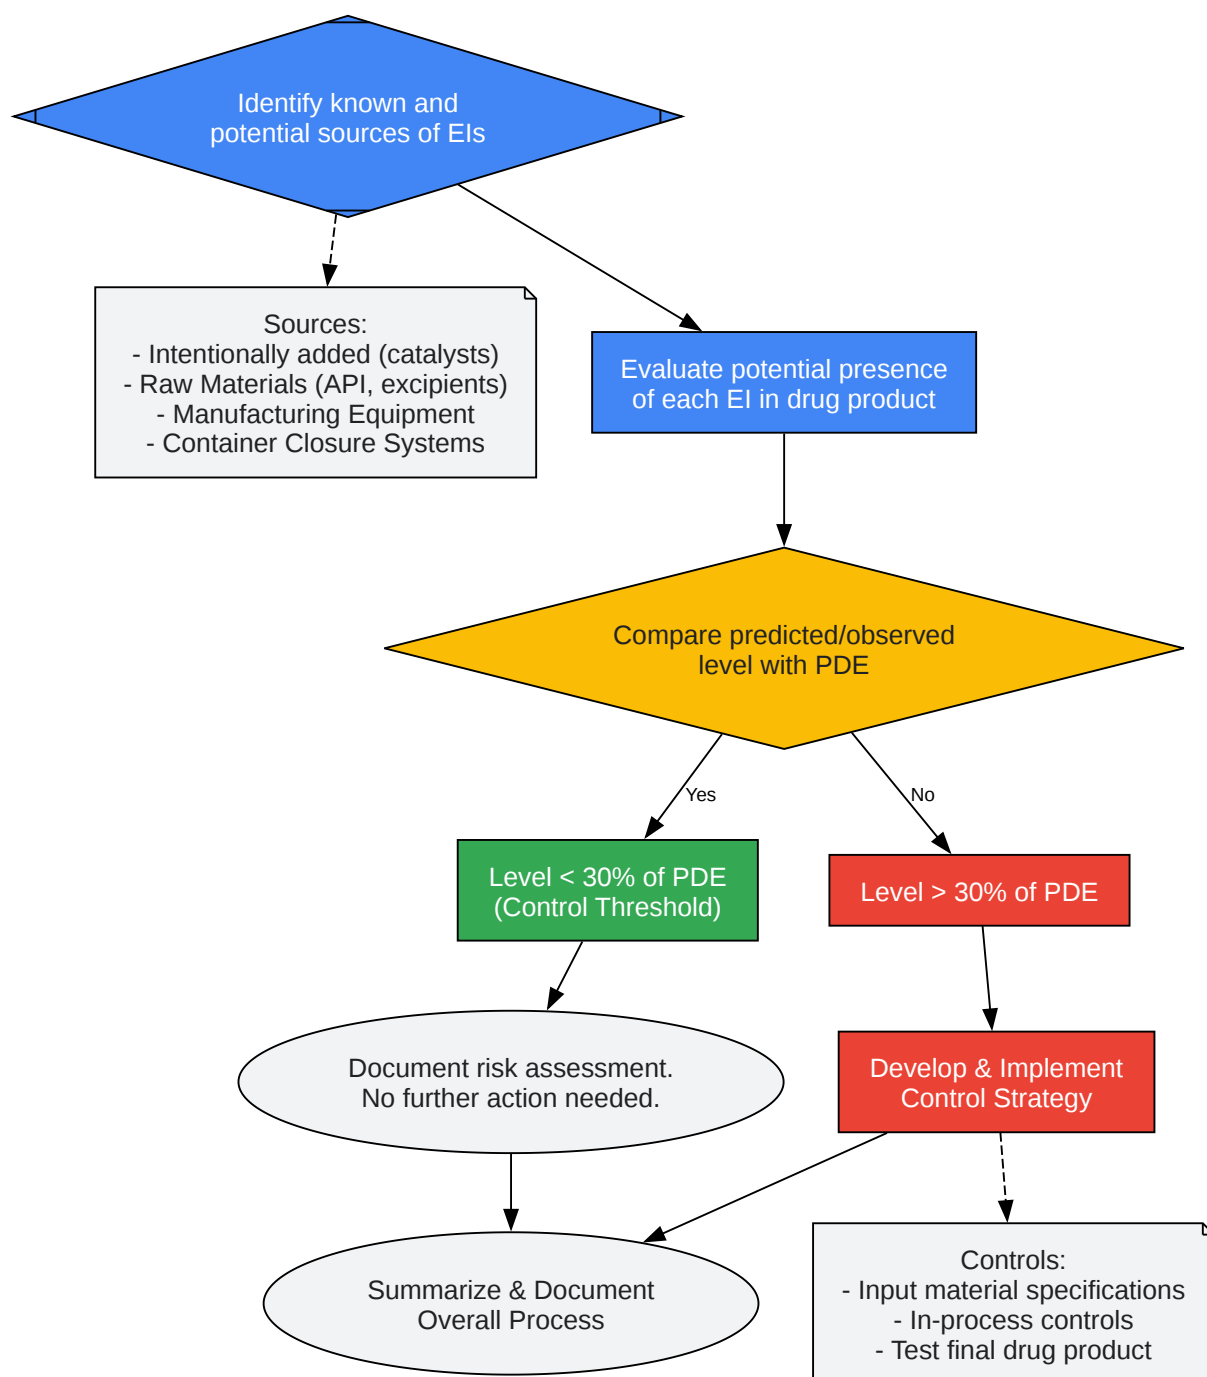 Identify known and
potential sources of EIs
Sources:
- Intentionally added (catalysts)
- Raw Materials (API, excipients)
- Manufacturing Equipment
- Container Closure Systems
Evaluate potential presence
of each EI in drug product
Compare predicted/observed
level with PDE
Yes
No
Level < 30% of PDE
(Control Threshold)
Level > 30% of PDE
Document risk assessment.
No further action needed.
Develop & Implement
Control Strategy
Summarize & Document
Overall Process
Controls:
- Input material specifications
- In-process controls
- Test final drug product